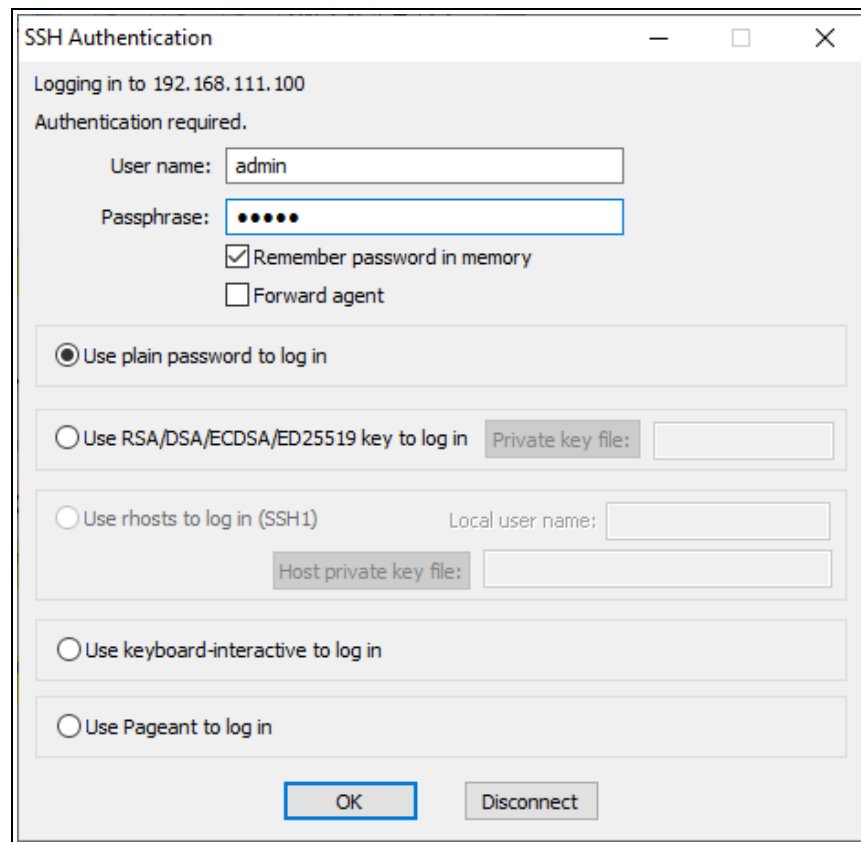 SSH Authentication
Logging in to 192.168.111.100
Authentication required.
User name: admin
Passphrase: •••••
Remember password in memory
Forward agent
Use plain password to log in
Use RSA/DSA/ECDSA/ED25519 key to log in Private key file:
Use rhosts to log in (SSH1) Local user name:
Host private key file:
Use keyboard-interactive to log in
Use Pageant to log in
OK Disconnect